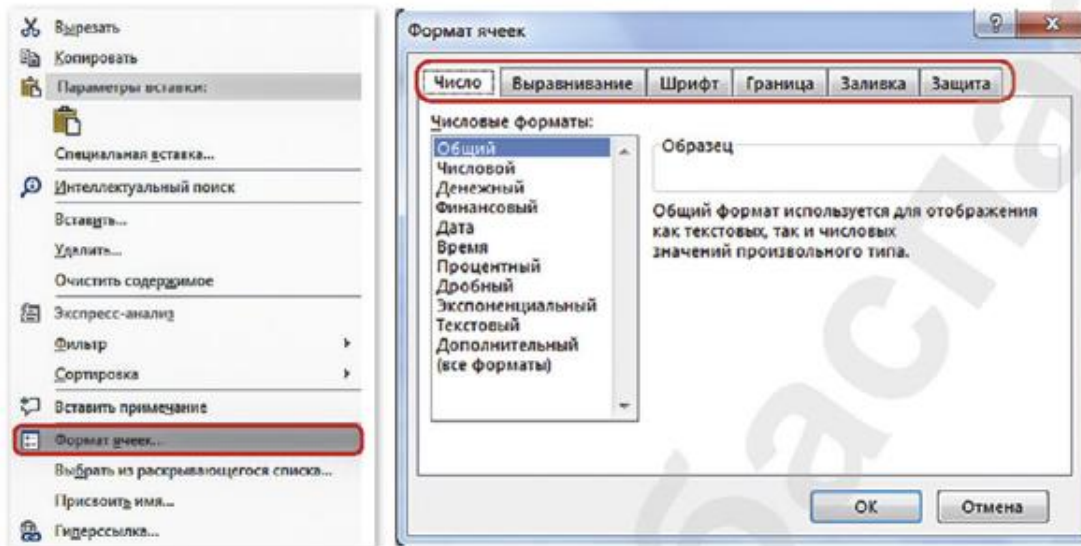 Вырезать
Копировать
Параметры вставки:
Специальная вставка...
Интеллектуальный поиск
Вставить...
Удалить...
Очистить содержимое
Экспресс-анализ
Фильтр
Сортировка
Вставить примечание
Формат ячеек...
Выбрать из раскрывающегося списка...
Присвоить имя...
Гиперссылка...
Формат ячеек
Число Выравнивание Шрифт Граница Заливка Защита
Числовые форматы:
Общий
Числовой
Денежный
Финансовый
Дата
Время
Процентный
Дробный
Экспоненциальный
Текстовый
Дополнительный
(все форматы)
Образец
Общий формат используется для отображения
как текстовых, так и числовых
значений произвольного типа.
ОК Отмена